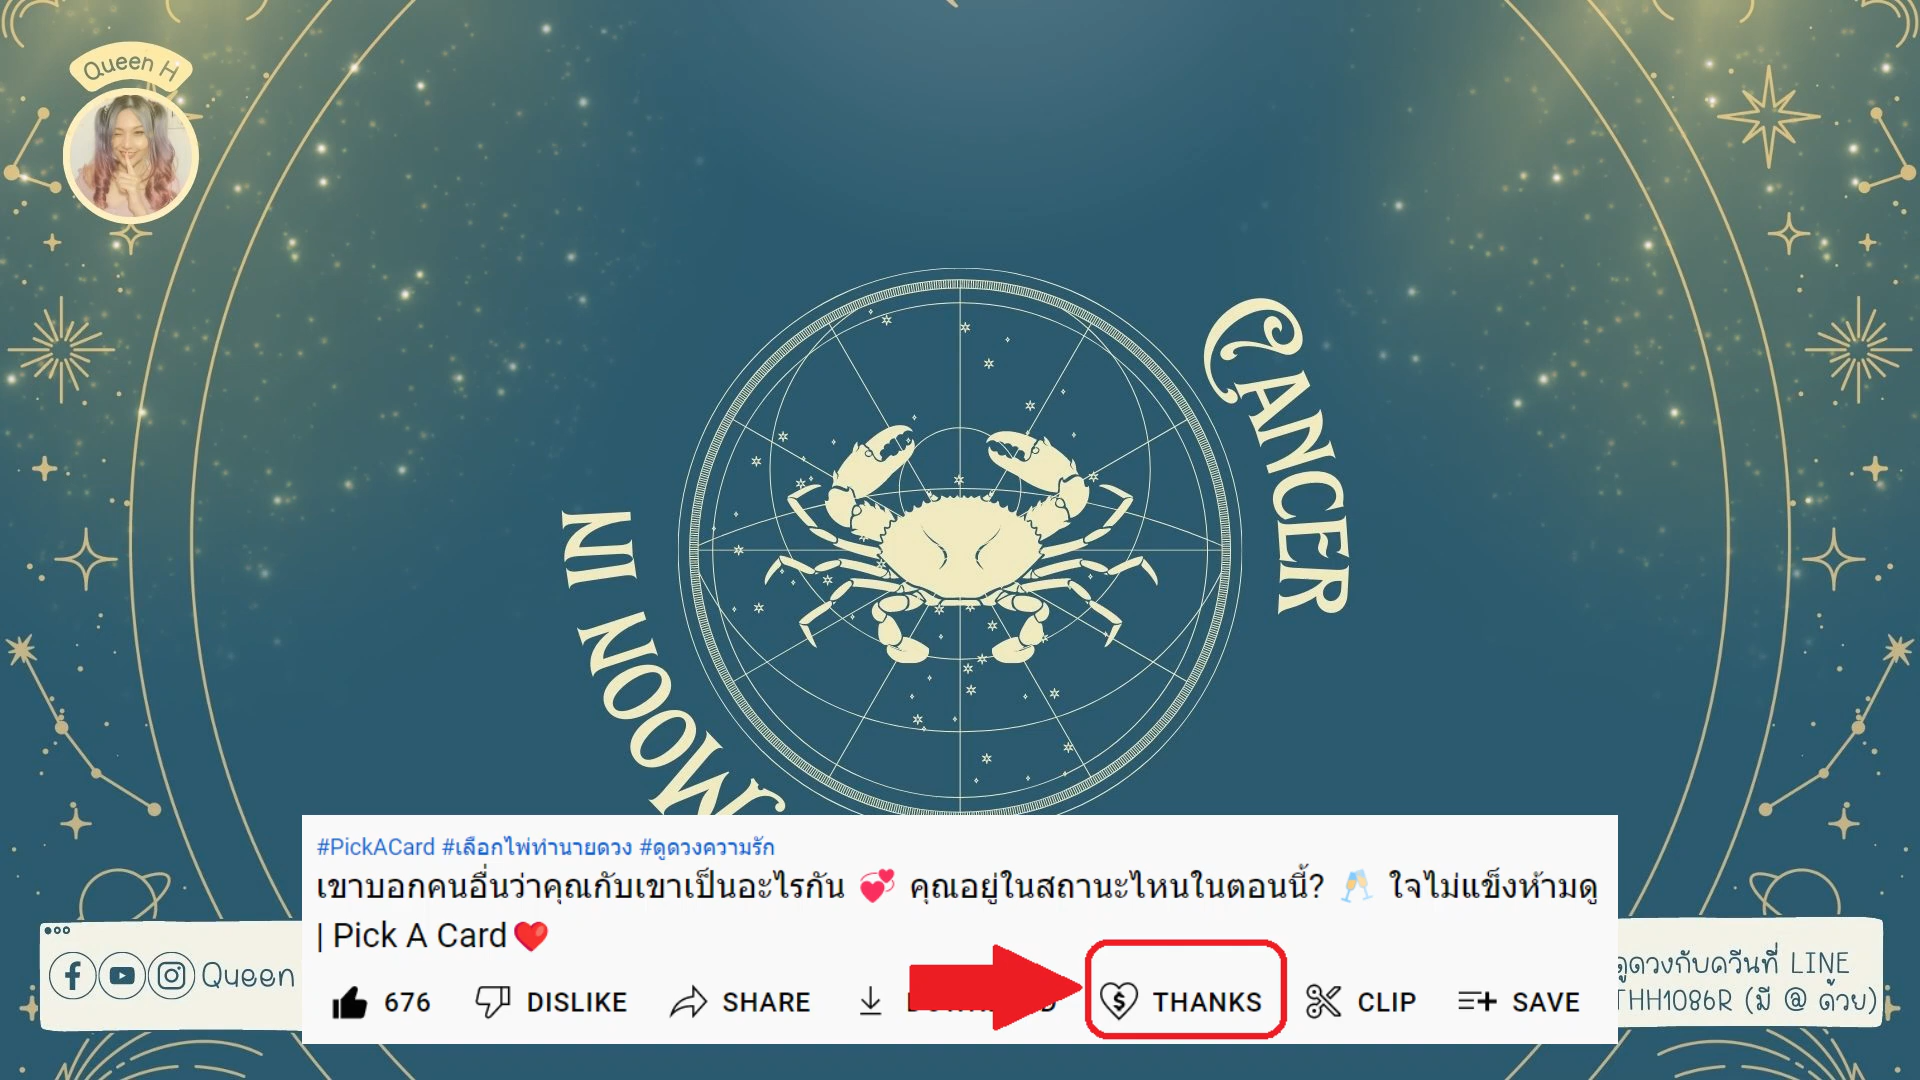 Queen H
CANCER
MOON IN
#PickACard #เลือกไพ่ทำนายดวง #ดูดวงความรัก
เขาบอกคนอื่นว่าคุณกับเขาเป็นอะไรกัน 💞 คุณอยู่ในสถานะไหนในตอนนี้? 🥂 ใจไม่แข็งห้ามดู
| Pick A Card❤️
676 DISLIKE SHARE THANKS CLIP SAVE
Queen
ดูดวงกับควีนที่ LINE
THH1086R (มี @ ด้วย)